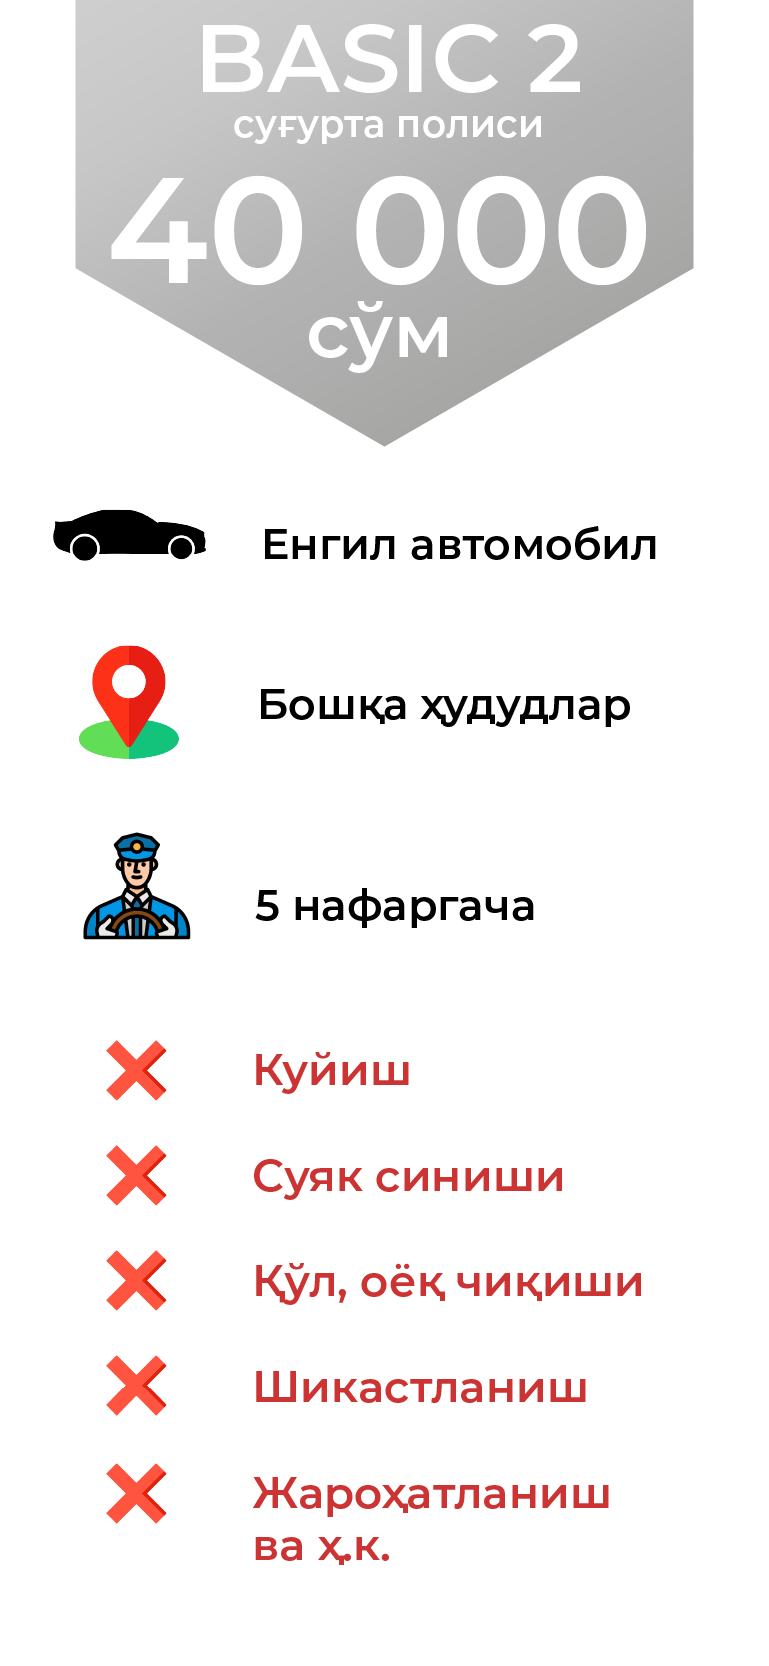 BASIC 2
суғурта полиси
40 000
сўм
Енгил автомобил
Бошқа ҳудудлар
5 нафаргача
Куйиш
Суяк синиши
Қўл, оёқ чиқиши
Шикастланиш
Жароҳатланиш
ва ҳ.к.